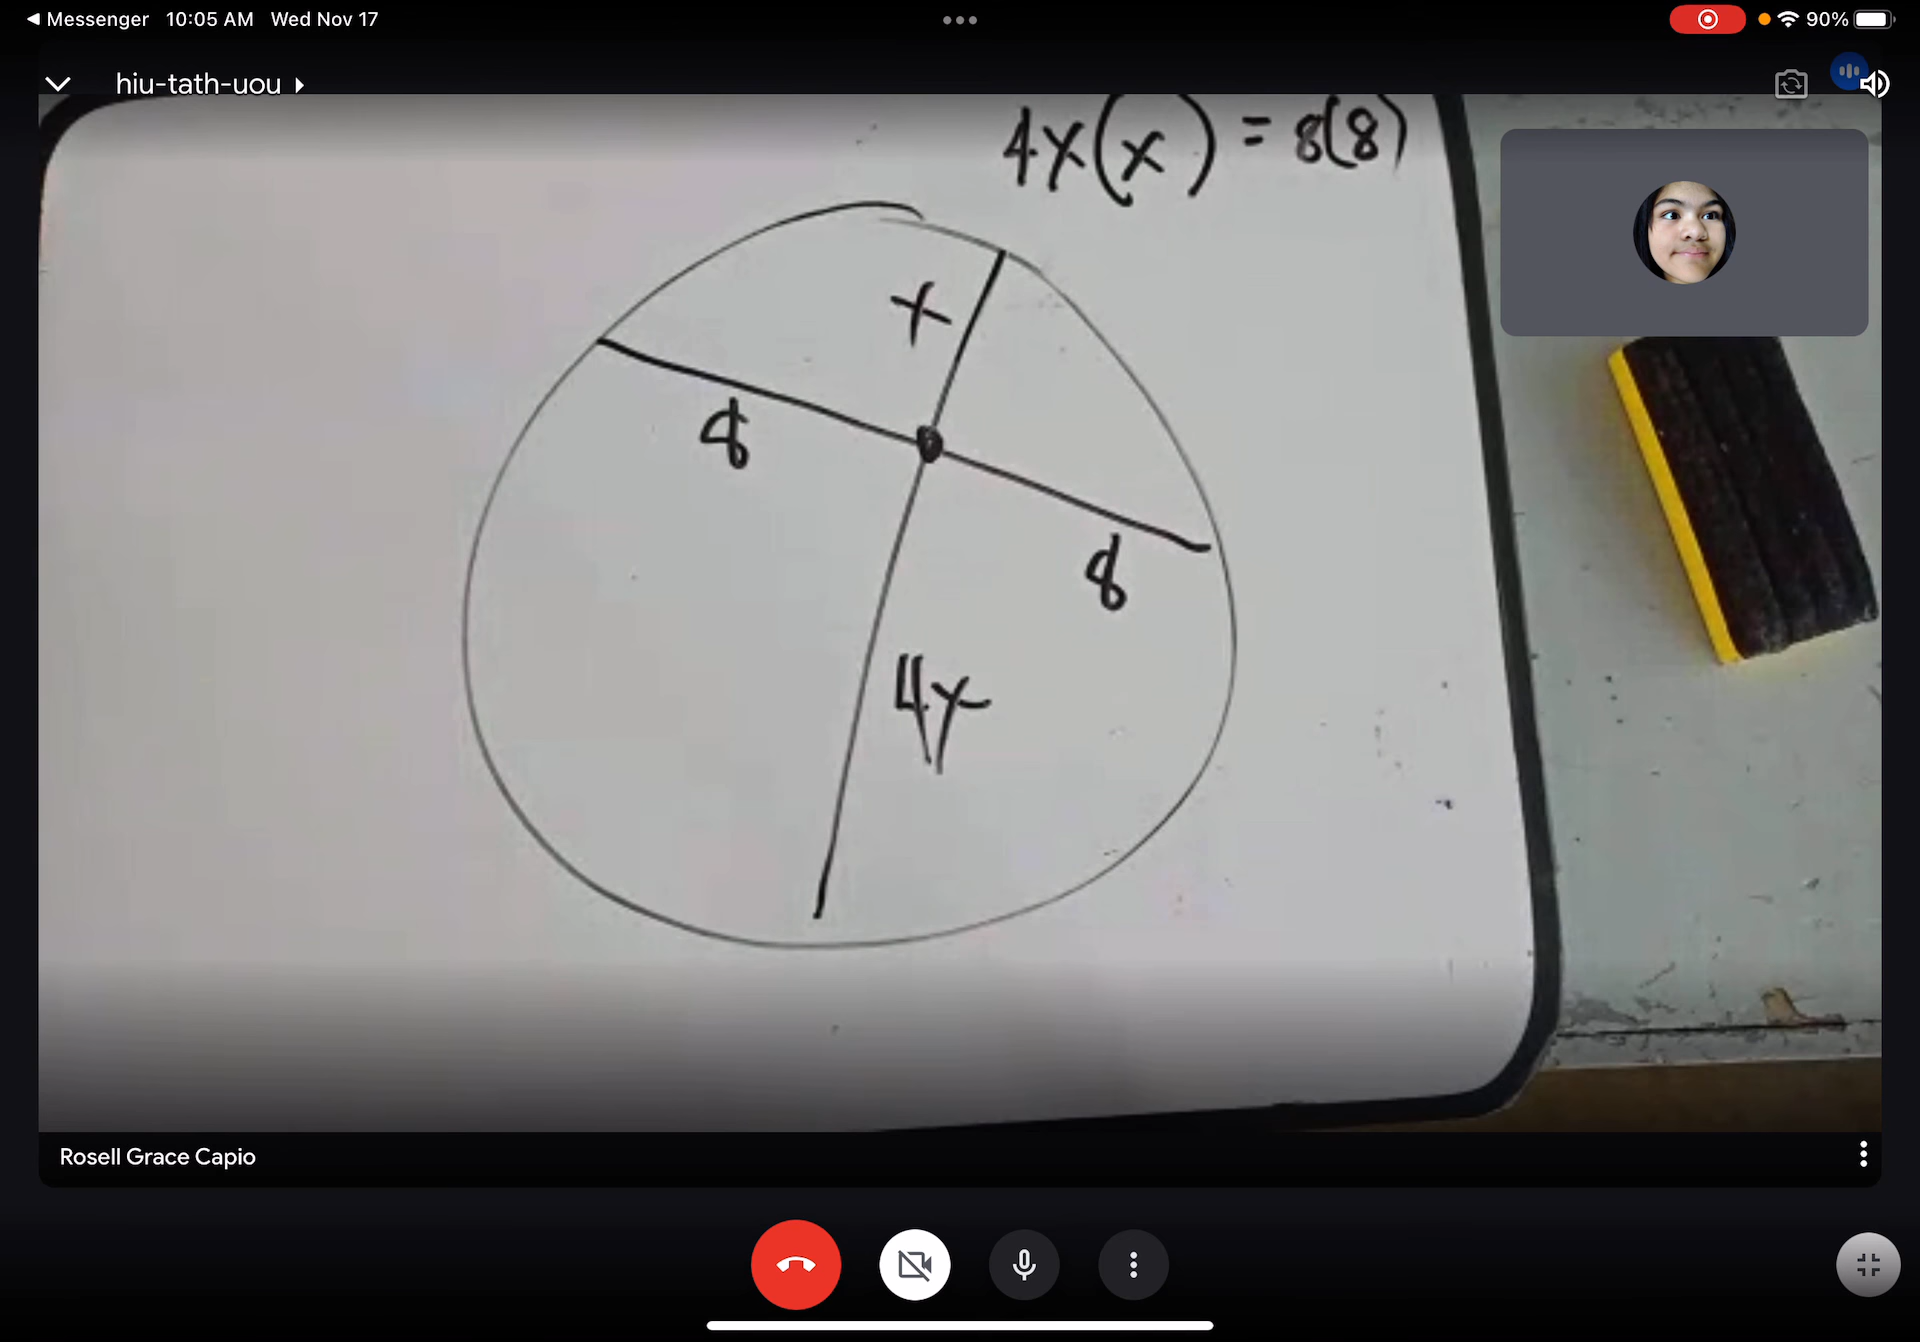 Messenger 10:05 AM Wed Nov 17 90%
hiu-tath-uou
4x(x) = 8(8)
x
8
8
4x
Rosell Grace Capio